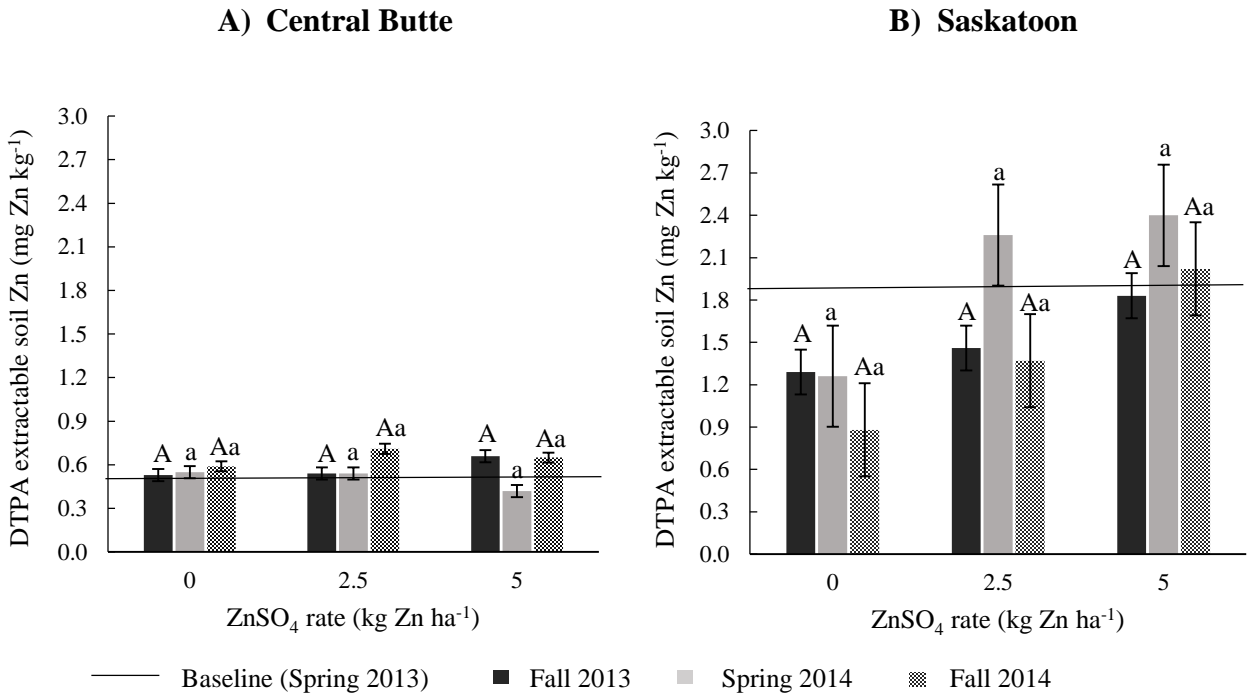 A) Central Butte
DTPA extractable soil Zn (mg Zn kg⁻¹)
3.0
2.7
2.4
2.1
1.8
1.5
1.2
0.9
0.6
0.3
0.0
A a Aa
A a Aa
A a Aa
0 2.5 5
ZnSO₄ rate (kg Zn ha⁻¹)
B) Saskatoon
DTPA extractable soil Zn (mg Zn kg⁻¹)
3.0
2.7
2.4
2.1
1.8
1.5
1.2
0.9
0.6
0.3
0.0
A a Aa
A a Aa
A a Aa
0 2.5 5
ZnSO₄ rate (kg Zn ha⁻¹)
Baseline (Spring 2013) Fall 2013 Spring 2014 Fall 2014